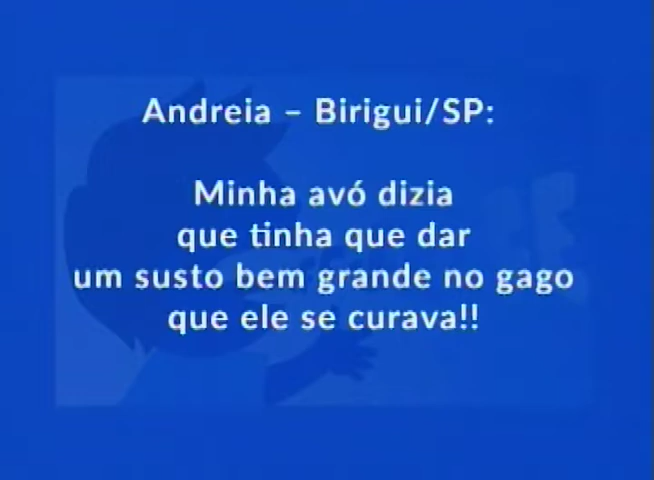 Andreia – Birigui/SP:
Minha avó dizia
que tinha que dar
um susto bem grande no gago
que ele se curava!!